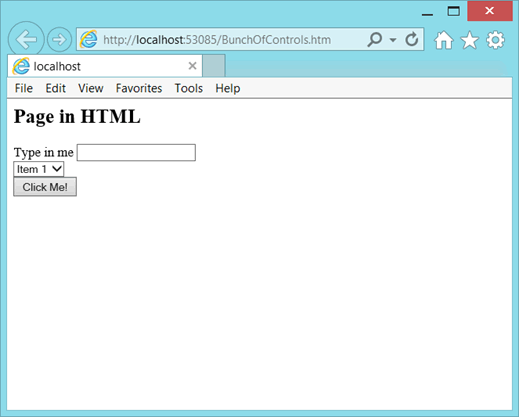 http://localhost:53085/BunchOfControls.htm
localhost
File Edit View Favorites Tools Help
Page in HTML
Type in me
Item 1
Click Me!